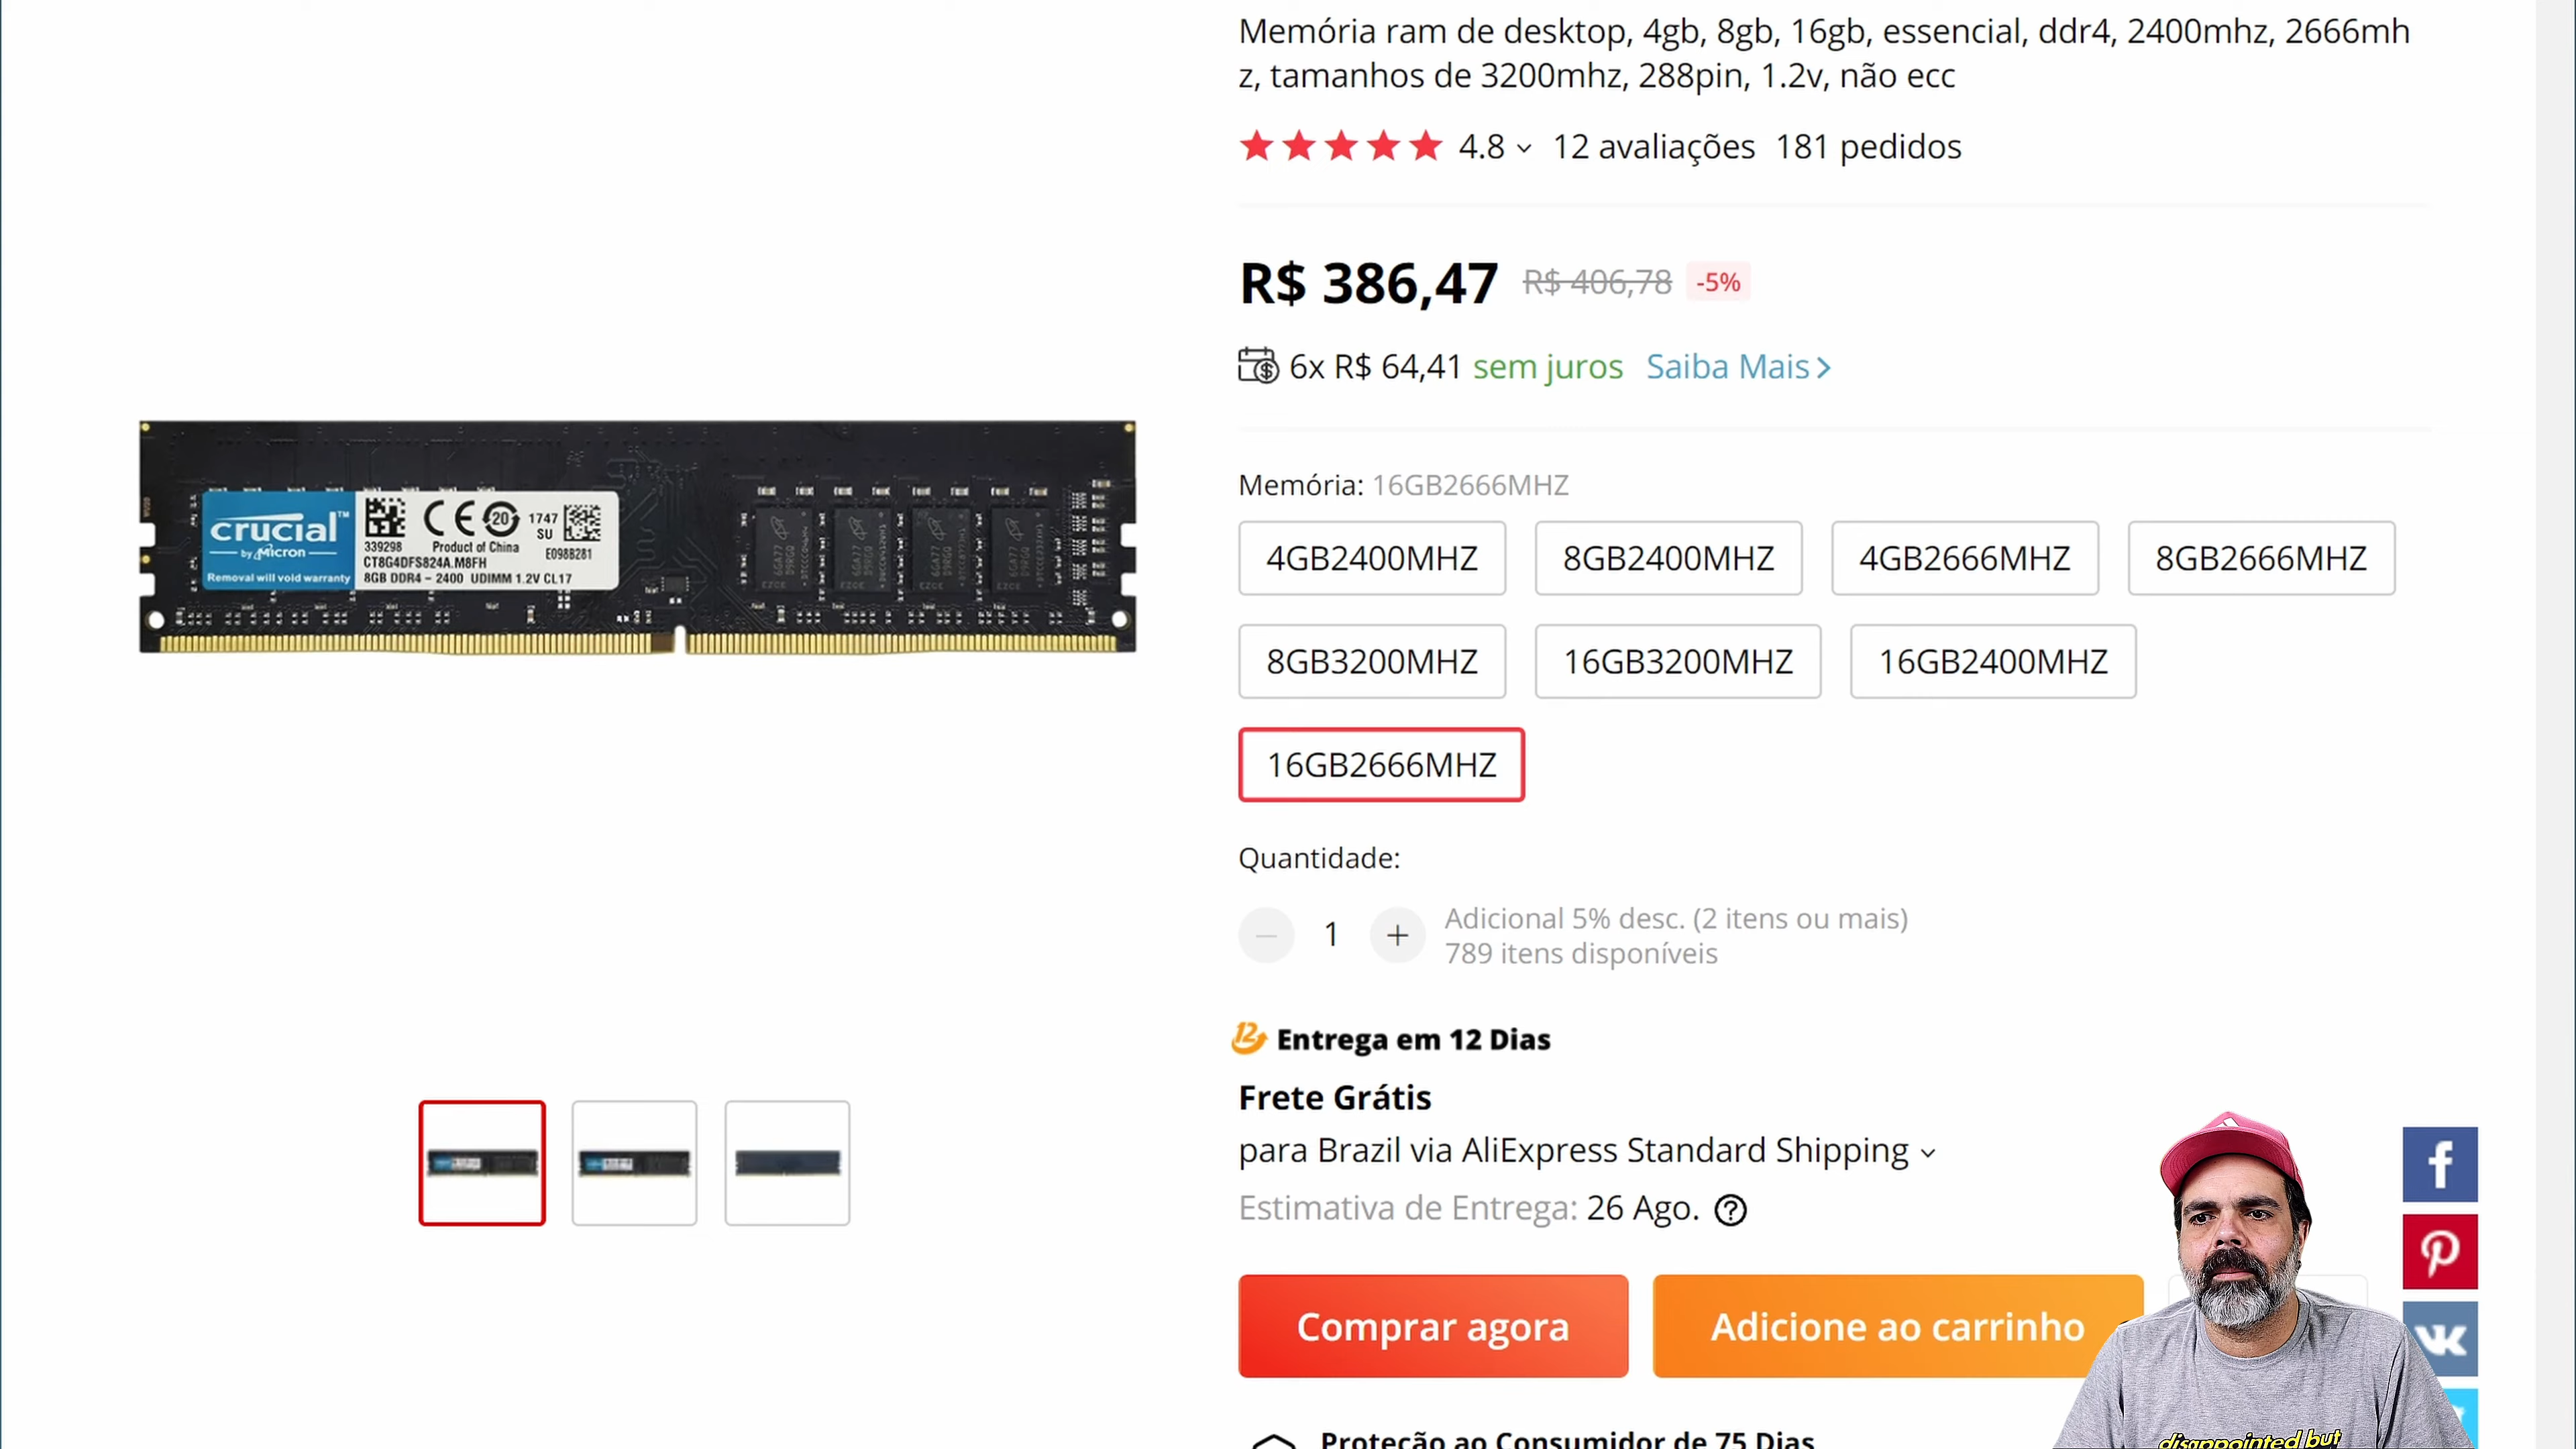 Memória ram de desktop, 4gb, 8gb, 16gb, essencial, ddr4, 2400mhz, 2666mh
z, tamanhos de 3200mhz, 288pin, 1.2v, não ecc
4.8 12 avaliações 181 pedidos
R$ 386,47 R$ 406,78 -5%
6x R$ 64,41 sem juros Saiba Mais
crucial™
by Micron
Removal will void warranty
CE 20 1747
SU
339298 Product of China E098B281
CT8G4DFS824A.M8FH
8GB DDR4 - 2400 UDIMM 1.2V CL17
Memória: 16GB2666MHZ
4GB2400MHZ 8GB2400MHZ 4GB2666MHZ 8GB2666MHZ
8GB3200MHZ 16GB3200MHZ 16GB2400MHZ
16GB2666MHZ
Quantidade:
1 Adicional 5% desc. (2 itens ou mais)
789 itens disponíveis
12 Entrega em 12 Dias
Frete Grátis
para Brazil via AliExpress Standard Shipping
Estimativa de Entrega: 26 Ago.
Comprar agora Adicione ao carrinho
Proteção ao Consumidor de 75 Dias
disappointed but